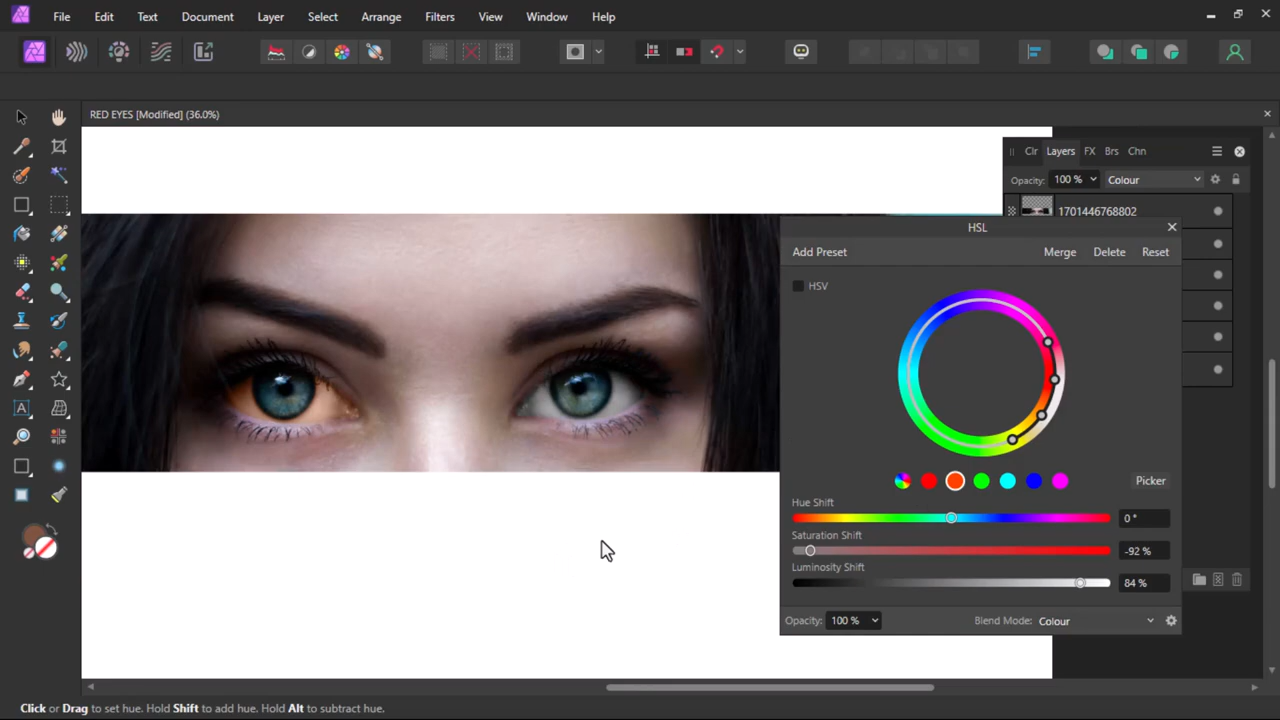 File Edit Text Document Layer Select Arrange Filters View Window Help
RED EYES [Modified] (36.0%)
Clr Layers FX Brs Chn
Opacity: 100 % Colour
1701446768802
HSL
Add Preset Merge Delete Reset
HSV
Picker
Hue Shift
0 °
Saturation Shift
-92 %
Luminosity Shift
84 %
Opacity: 100 % Blend Mode: Colour
Click or Drag to set hue. Hold Shift to add hue. Hold Alt to subtract hue.